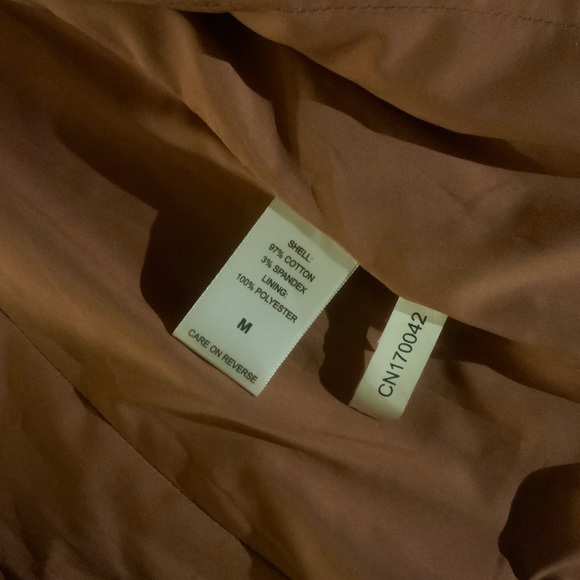 SHELL:
97% COTTON
3% SPANDEX
LINING:
100% POLYESTER
M
CARE ON REVERSE
CN170042